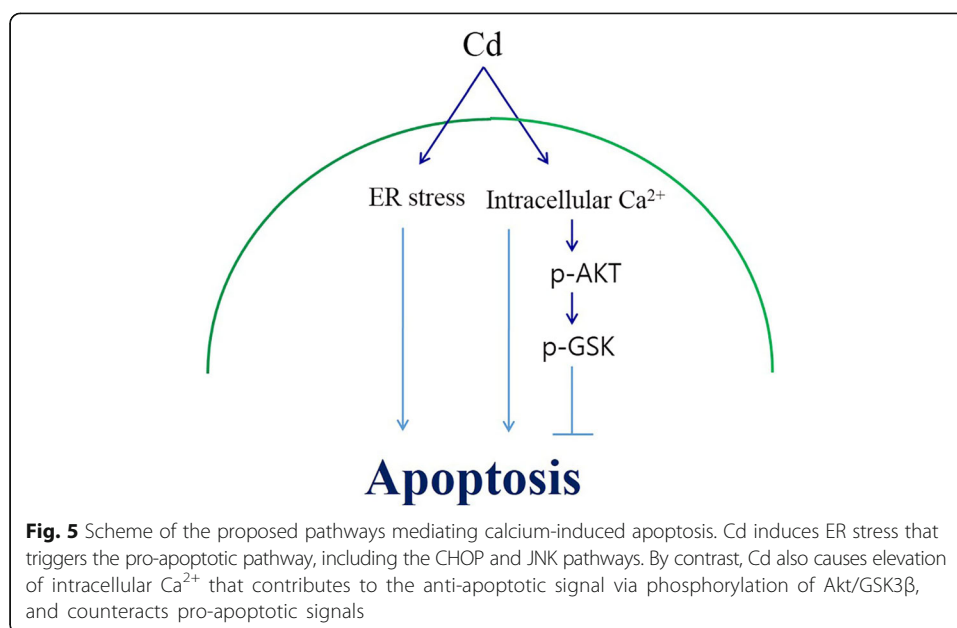 Cd
ER stress Intracellular Ca²⁺
p-AKT
p-GSK
Apoptosis
Fig. 5 Scheme of the proposed pathways mediating calcium-induced apoptosis. Cd induces ER stress that
triggers the pro-apoptotic pathway, including the CHOP and JNK pathways. By contrast, Cd also causes elevation
of intracellular Ca²⁺ that contributes to the anti-apoptotic signal via phosphorylation of Akt/GSK3β,
and counteracts pro-apoptotic signals